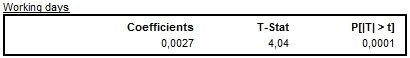 Working days
Coefficients T-Stat P[|T| > t]
0,0027 4,04 0,0001